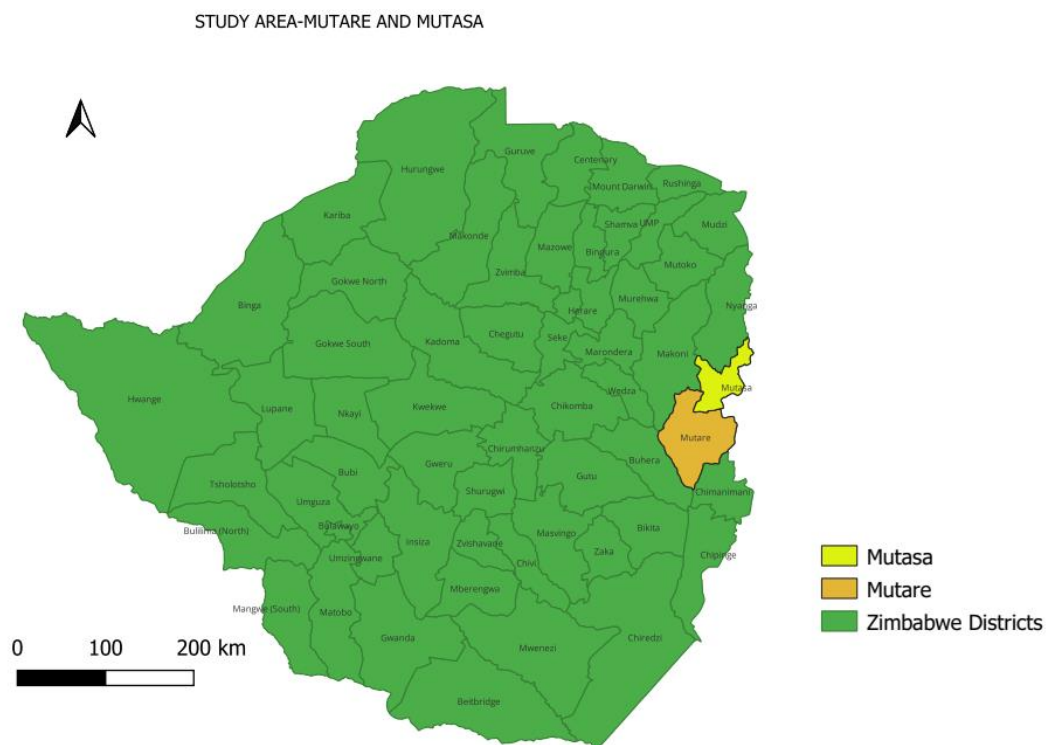 STUDY AREA-MUTARE AND MUTASA
Guruve
Centenary
Hurungwe
Mount Darwin
Rushinga
Kariba
Shamva
UMP
Mudzi
Makonde
Mazowe
Bindura
Mutoko
Zvimba
Gokwe North
Murehwa
Binga
Nyanga
Harare
Chegutu
Seke
Kadoma
Gokwe South
Marondera
Makoni
Mutasa
Hwange
Wedza
Lupane
Nkayi
Kwekwe
Chikomba
Mutare
Chirumhanzu
Buhera
Gweru
Bubi
Gutu
Tsholotsho
Shurugwi
Chimanimani
Umguza
Bulilima (North)
Bulawayo
Bikita
Masvingo
Insiza
Zvishavane
Zaka
Chipinge
Umzingwane
Chivi
Mberengwa
Mangwe (South)
Matobo
Gwanda
Chiredzi
Mwenezi
Beitbridge
Mutasa
Mutare
Zimbabwe Districts
0 100 200 km